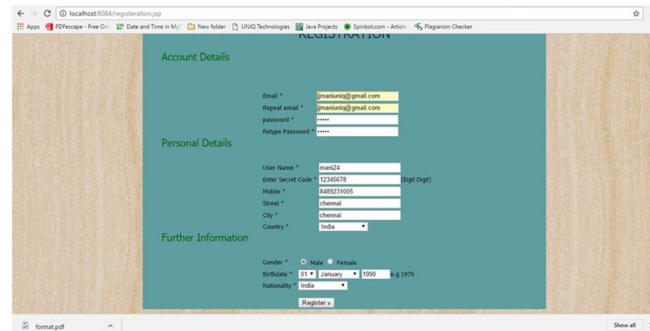 localhost:8084/registeration.jsp
Apps PDFescape - Free Onli Date and Time in My New folder UNIQ Technologies Java Projects Spinbot.com - Article Plagiarism Checker
REGISTRATION
Account Details
Email * jjmaniuniq@gmail.com
Repeat email * jjmaniuniq@gmail.com
password * •••••
Retype Password * •••••
Personal Details
User Name * mani24
Enter Secret Code * 12345678 (Eigt Digit)
Mobile * 8489231005
Street * chennai
City * chennai
Country * India
Further Information
Gender * Male Female
Birthdate * 01 January 1990 e.g 1976
Nationality * India
Register »
format.pdf Show all